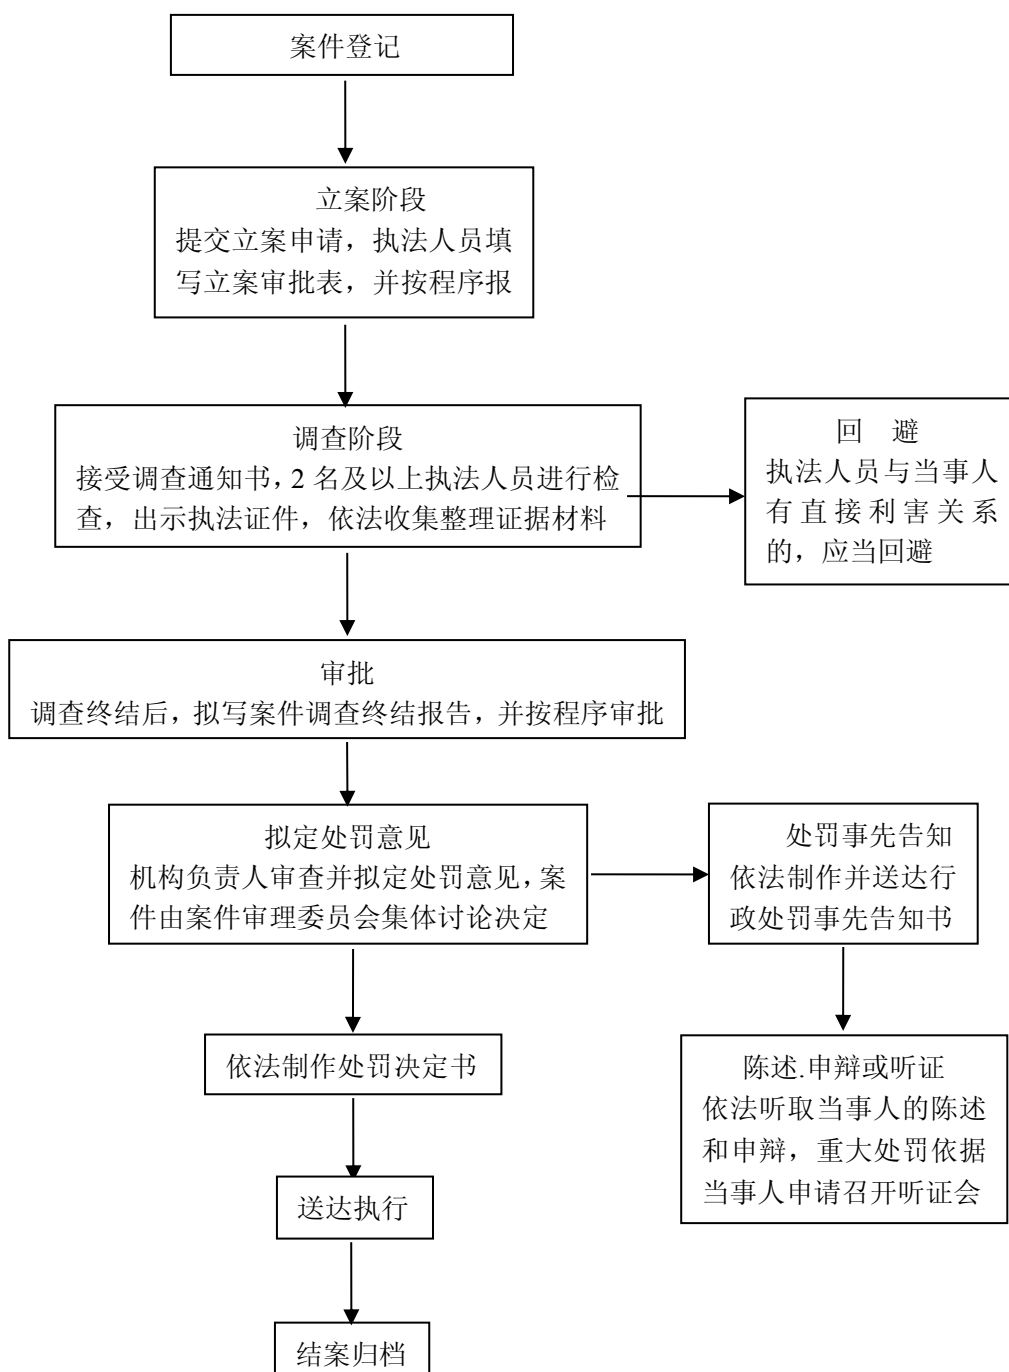 案件登记
立案阶段
提交立案申请，执法人员填
写立案审批表，并按程序报
调查阶段
接受调查通知书，2 名及以上执法人员进行检
查，出示执法证件，依法收集整理证据材料
回　避
执法人员与当事人
有直接利害关系
的，应当回避
审批
调查终结后，拟写案件调查终结报告，并按程序审批
拟定处罚意见
机构负责人审查并拟定处罚意见，案
件由案件审理委员会集体讨论决定
处罚事先告知
依法制作并送达行
政处罚事先告知书
依法制作处罚决定书
陈述.申辩或听证
依法听取当事人的陈述
和申辩，重大处罚依据
当事人申请召开听证会
送达执行
结案归档